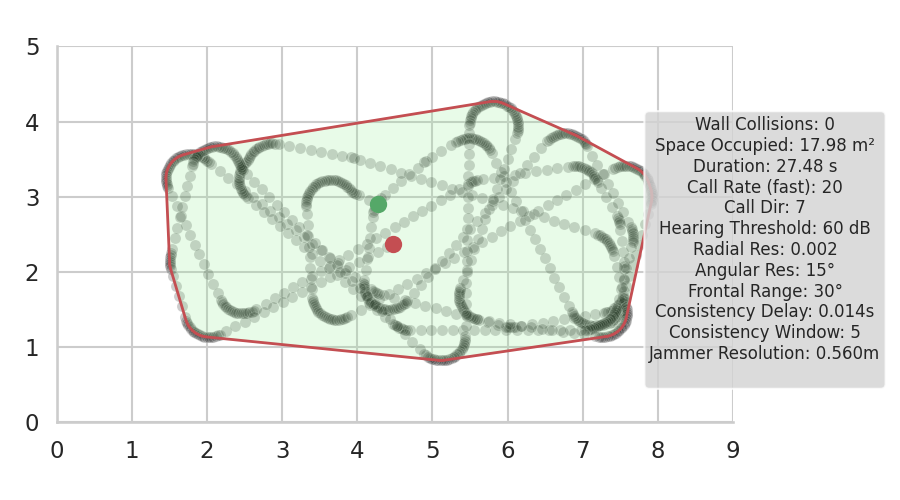 5
4
3
2
1
0
0 1 2 3 4 5 6 7 8 9
Wall Collisions: 0
Space Occupied: 17.98 m²
Duration: 27.48 s
Call Rate (fast): 20
Call Dir: 7
Hearing Threshold: 60 dB
Radial Res: 0.002
Angular Res: 15°
Frontal Range: 30°
Consistency Delay: 0.014s
Consistency Window: 5
Jammer Resolution: 0.560m